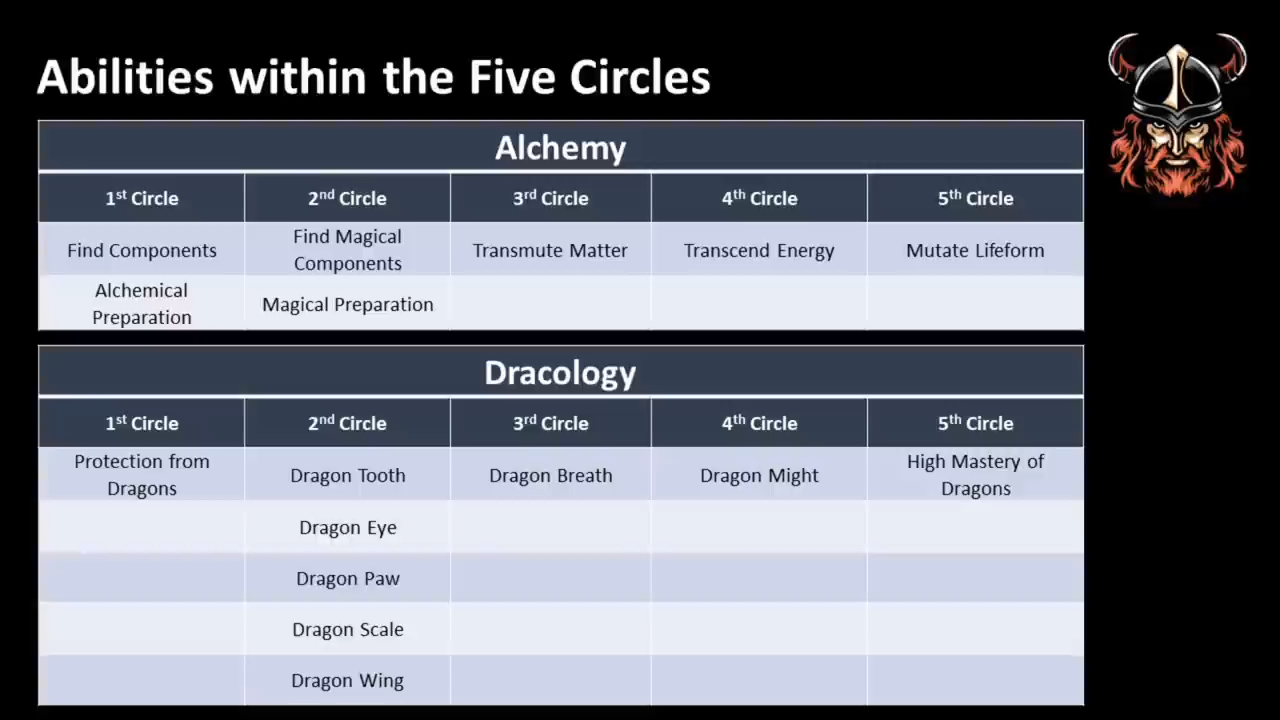 Abilities within the Five Circles
Alchemy
1st Circle 2nd Circle 3rd Circle 4th Circle 5th Circle
Find Components Find Magical Components Transmute Matter Transcend Energy Mutate Lifeform
Alchemical Preparation Magical Preparation
Dracology
1st Circle 2nd Circle 3rd Circle 4th Circle 5th Circle
Protection from Dragons Dragon Tooth Dragon Breath Dragon Might High Mastery of Dragons
Dragon Eye
Dragon Paw
Dragon Scale
Dragon Wing